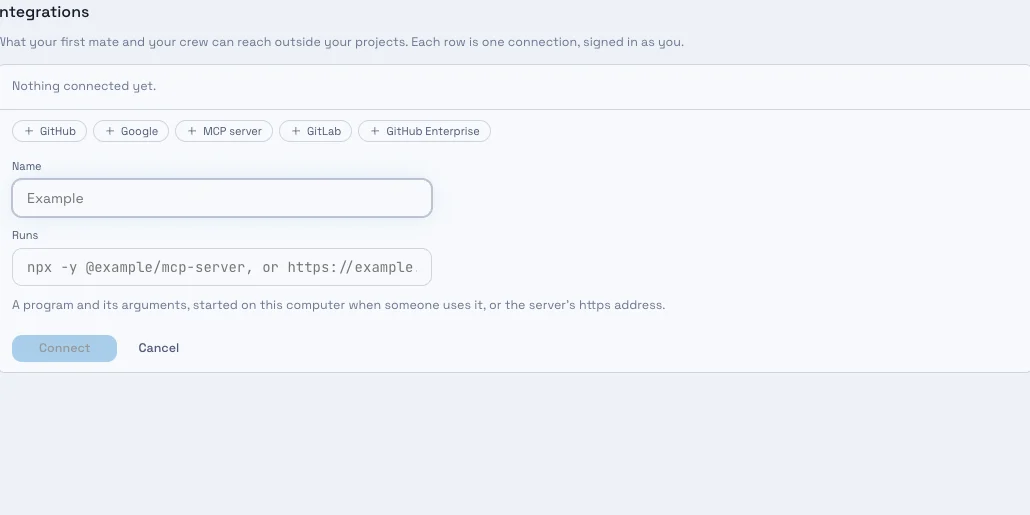 ntegrations
What your first mate and your crew can reach outside your projects. Each row is one connection, signed in as you.
Nothing connected yet.
+ GitHub + Google + MCP server + GitLab + GitHub Enterprise
Name
Example
Runs
npx -y @example/mcp-server, or https://example.
A program and its arguments, started on this computer when someone uses it, or the server's https address.
Connect Cancel